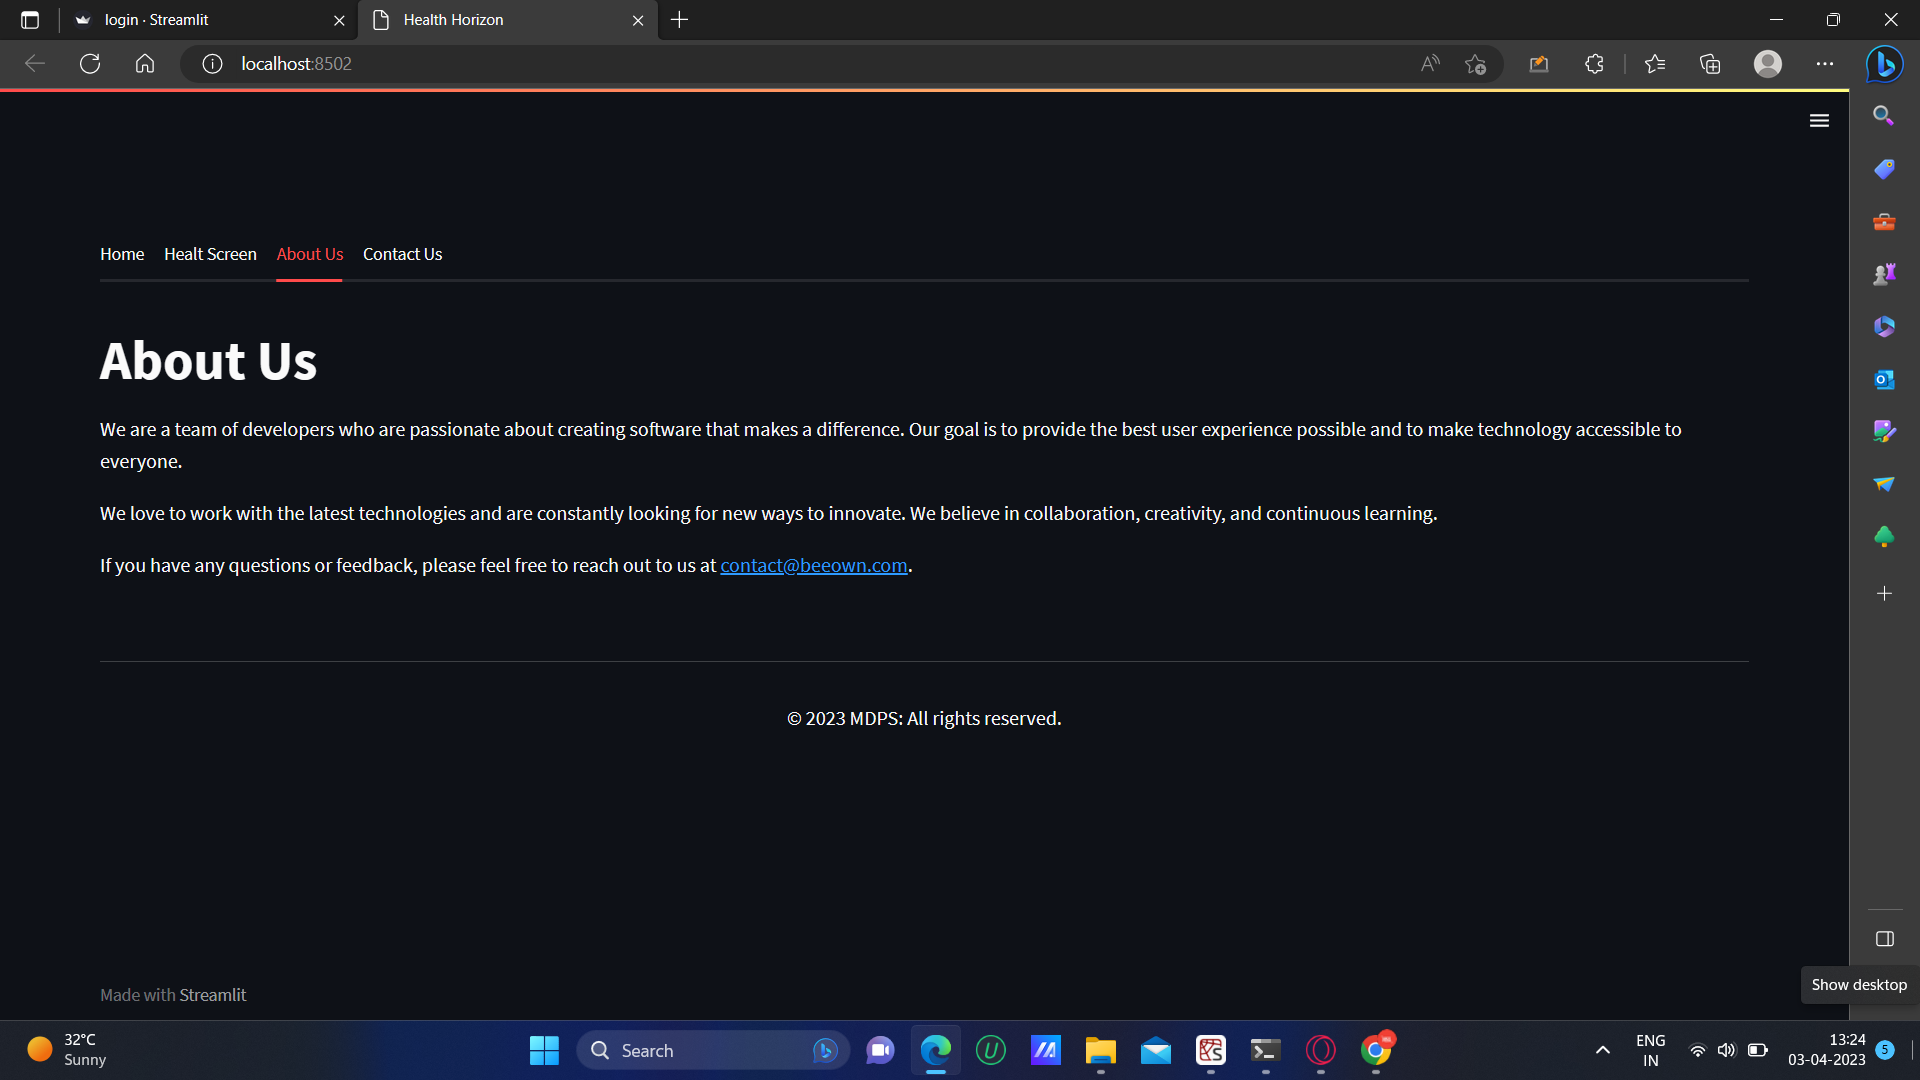 login · Streamlit
Health Horizon
localhost:8502
Home Healt Screen About Us Contact Us
About Us
We are a team of developers who are passionate about creating software that makes a difference. Our goal is to provide the best user experience possible and to make technology accessible to
everyone.
We love to work with the latest technologies and are constantly looking for new ways to innovate. We believe in collaboration, creativity, and continuous learning.
If you have any questions or feedback, please feel free to reach out to us at contact@beeown.com.
© 2023 MDPS: All rights reserved.
Made with Streamlit
Show desktop
32°C
Sunny
Search
ENG
IN
13:24
03-04-2023
5